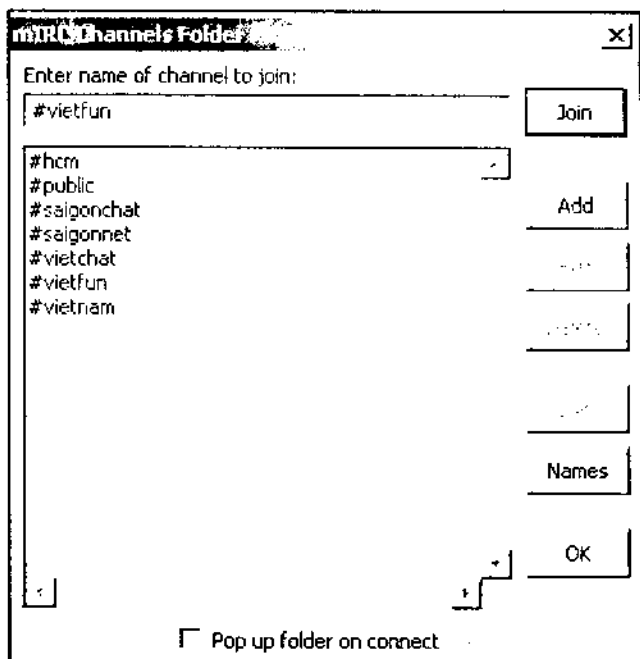 mIRC Channels Folder
Enter name of channel to join:
#vietfun
Join
#hcm
#public
#saigonchat
#saigonnet
#vietchat
#vietfun
#vietnam
Add
Names
OK
Pop up folder on connect